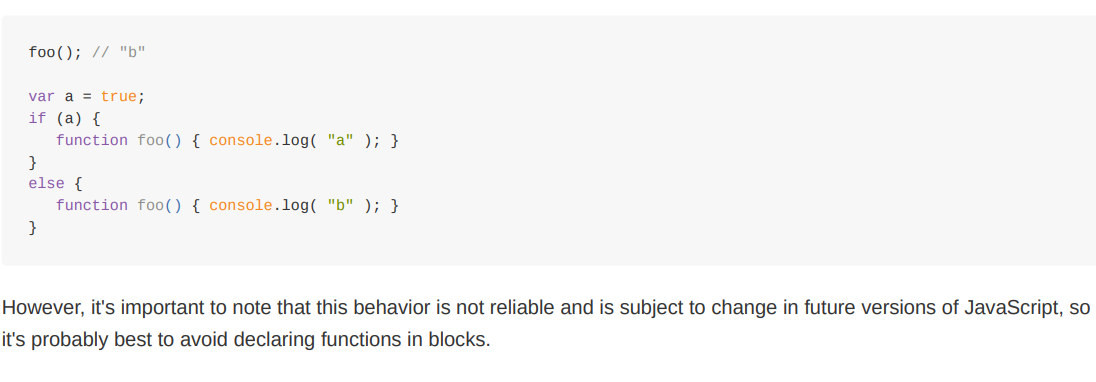 foo(); // "b"
var a = true;
if (a) {
function foo() { console.log( "a" ); }
}
else {
function foo() { console.log( "b" ); }
}
However, it's important to note that this behavior is not reliable and is subject to change in future versions of JavaScript, so
it's probably best to avoid declaring functions in blocks.